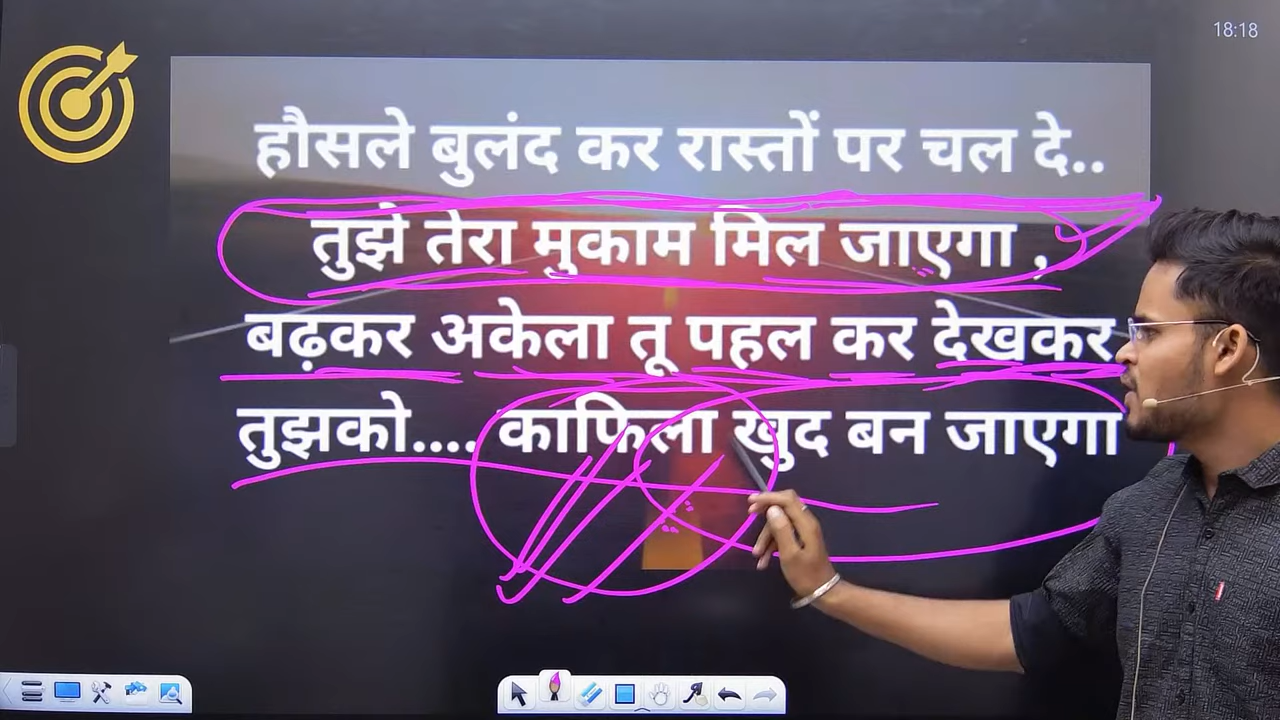 18:18
हौसले बुलंद कर रास्तों पर चल दे..
तुझे तेरा मुकाम मिल जाएगा ,
बढ़कर अकेला तू पहल कर देखकर
तुझको.... काफिला खुद बन जाएगा